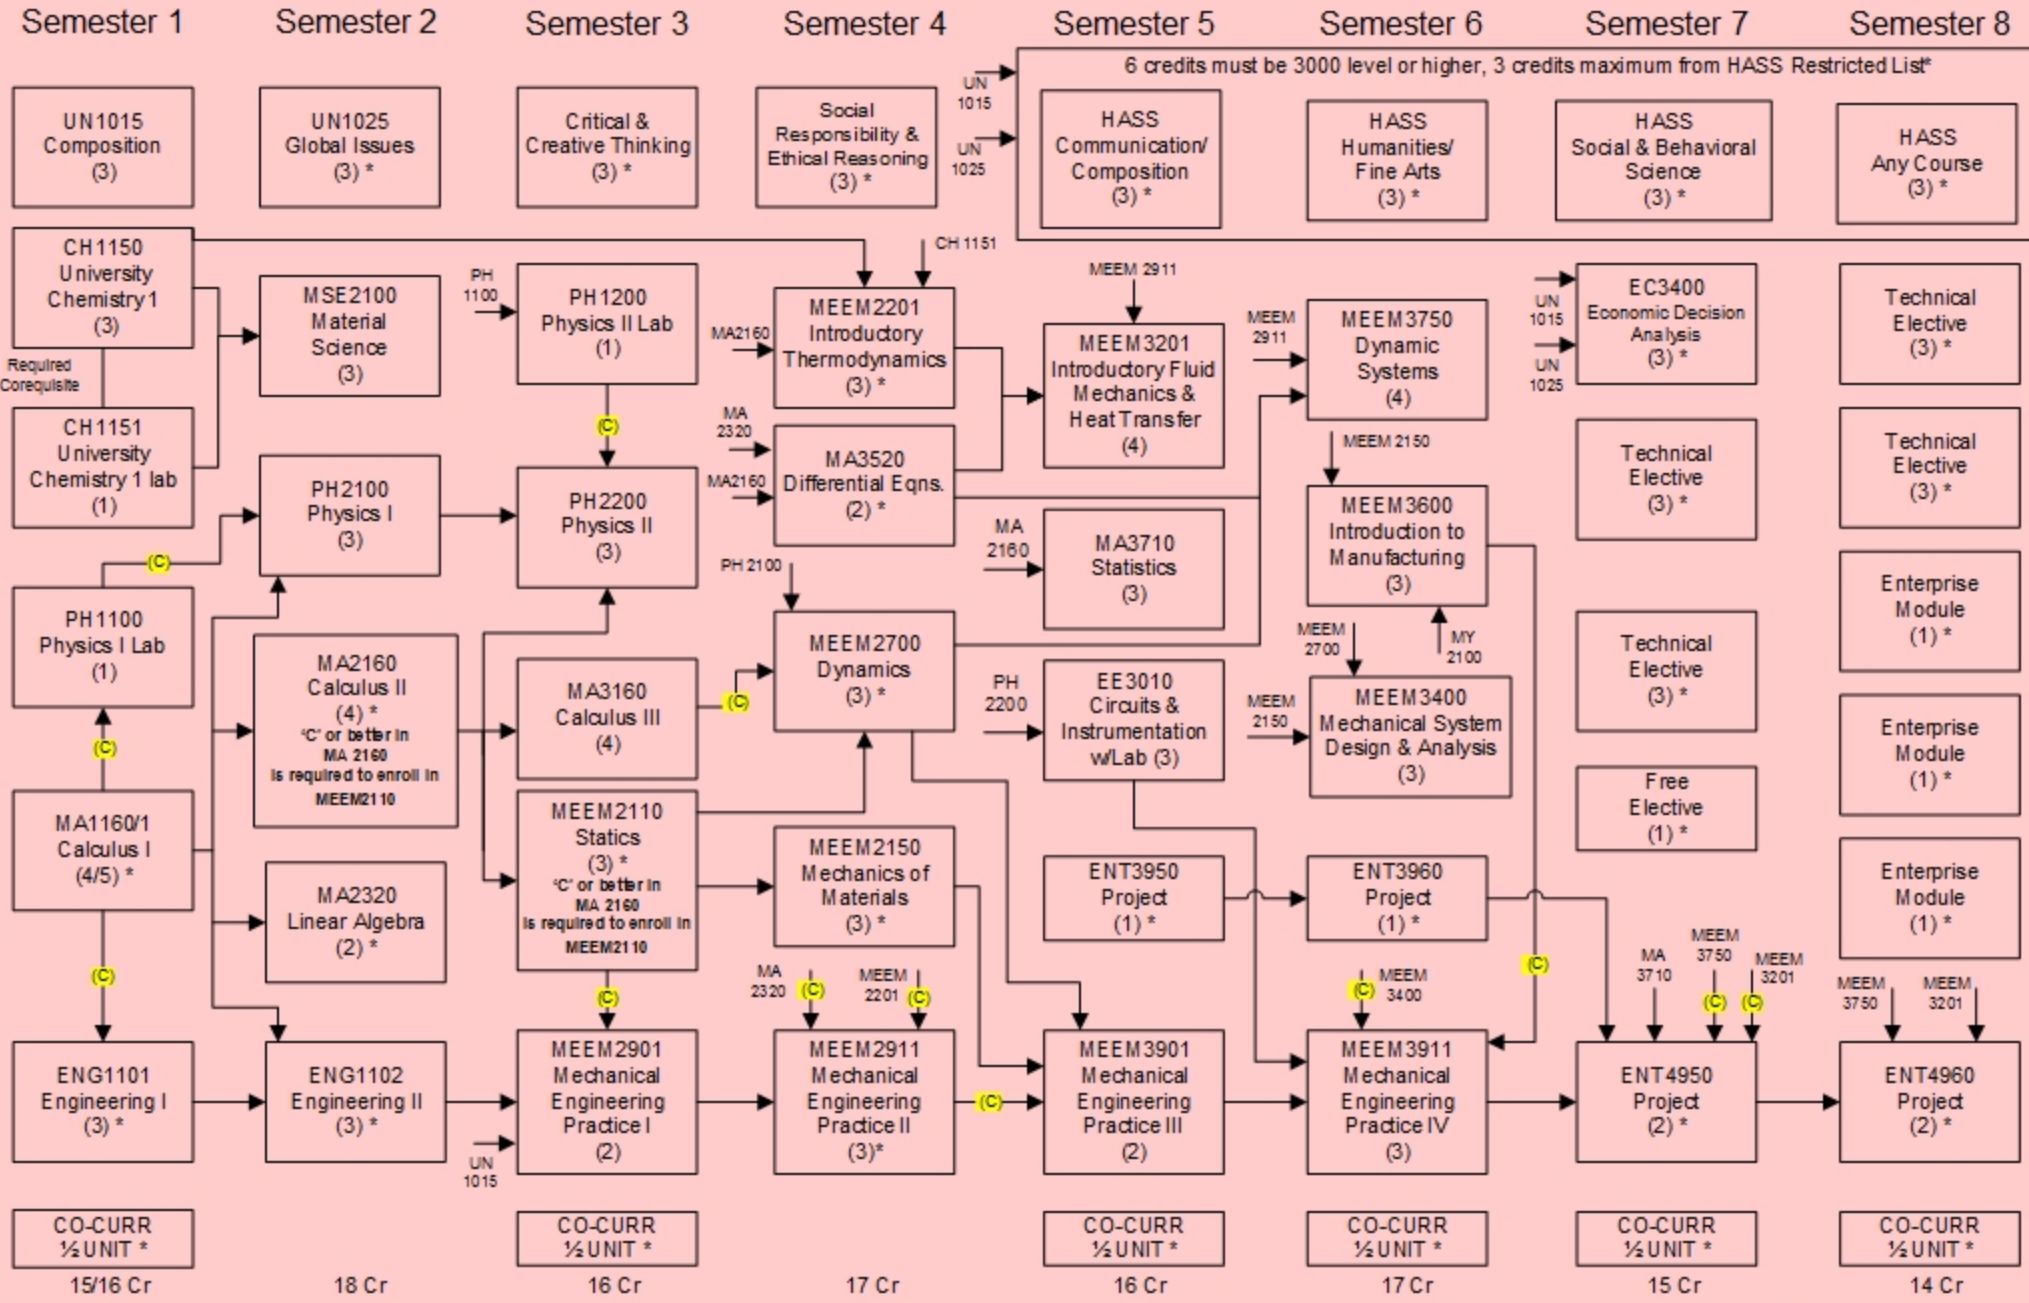 Semester 1
Semester 2
Semester 3
Semester 4
Semester 5
Semester 6
Semester 7
Semester 8
6 credits must be 3000 level or higher, 3 credits maximum from HASS Restricted List*
UN
1015
UN
1025
UN1015
Composition
(3)
UN1025
Global Issues
(3) *
Critical &
Creative Thinking
(3) *
Social
Responsibility &
Ethical Reasoning
(3) *
HASS
Communication/
Composition
(3) *
HASS
Humanities/
Fine Arts
(3) *
HASS
Social & Behavioral
Science
(3) *
HASS
Any Course
(3) *
CH1150
University
Chemistry 1
(3)
Required
Corequisite
CH1151
University
Chemistry 1 lab
(1)
(C)
PH1100
Physics I Lab
(1)
(C)
MA1160/1
Calculus I
(4/5) *
(C)
ENG1101
Engineering I
(3) *
CO-CURR
½ UNIT *
15/16 Cr
MSE2100
Material
Science
(3)
PH2100
Physics I
(3)
MA2160
Calculus II
(4) *
'C' or better in
MA 2160
is required to enroll in
MEEM2110
MA2320
Linear Algebra
(2) *
ENG1102
Engineering II
(3) *
18 Cr
PH
1100
PH1200
Physics II Lab
(1)
(C)
PH2200
Physics II
(3)
MA3160
Calculus III
(4)
(C)
MEEM2110
Statics
(3) *
'C' or better in
MA 2160
is required to enroll in
MEEM2110
(C)
MEEM2901
Mechanical
Engineering
Practice I
(2)
UN
1015
CO-CURR
½ UNIT *
16 Cr
CH 1151
MA2160
MEEM2201
Introductory
Thermodynamics
(3) *
MA
2320
MA2160
MA3520
Differential Eqns.
(2) *
PH 2100
MEEM2700
Dynamics
(3) *
MEEM2150
Mechanics of
Materials
(3) *
MA
2320
(C)
MEEM
2201
(C)
MEEM2911
Mechanical
Engineering
Practice II
(3)*
(C)
17 Cr
MEEM 2911
MEEM3201
Introductory Fluid
Mechanics &
Heat Transfer
(4)
MA
2160
MA3710
Statistics
(3)
PH
2200
EE3010
Circuits &
Instrumentation
w/Lab (3)
ENT3950
Project
(1) *
MEEM3901
Mechanical
Engineering
Practice III
(2)
CO-CURR
½ UNIT *
16 Cr
MEEM
2911
MEEM3750
Dynamic
Systems
(4)
MEEM 2150
MEEM3600
Introduction to
Manufacturing
(3)
MEEM
2700
MY
2100
MEEM
2150
MEEM3400
Mechanical System
Design & Analysis
(3)
ENT3960
Project
(1) *
(C)
MEEM
3400
(C)
MEEM3911
Mechanical
Engineering
Practice IV
(3)
CO-CURR
½ UNIT *
17 Cr
UN
1015
UN
1025
EC3400
Economic Decision
Analysis
(3) *
Technical
Elective
(3) *
Technical
Elective
(3) *
Free
Elective
(1) *
MA
3710
MEEM
3750
(C)
MEEM
3201
(C)
ENT4950
Project
(2) *
CO-CURR
½ UNIT *
15 Cr
Technical
Elective
(3) *
Technical
Elective
(3) *
Enterprise
Module
(1) *
Enterprise
Module
(1) *
Enterprise
Module
(1) *
MEEM
3750
MEEM
3201
ENT4960
Project
(2) *
CO-CURR
½ UNIT *
14 Cr